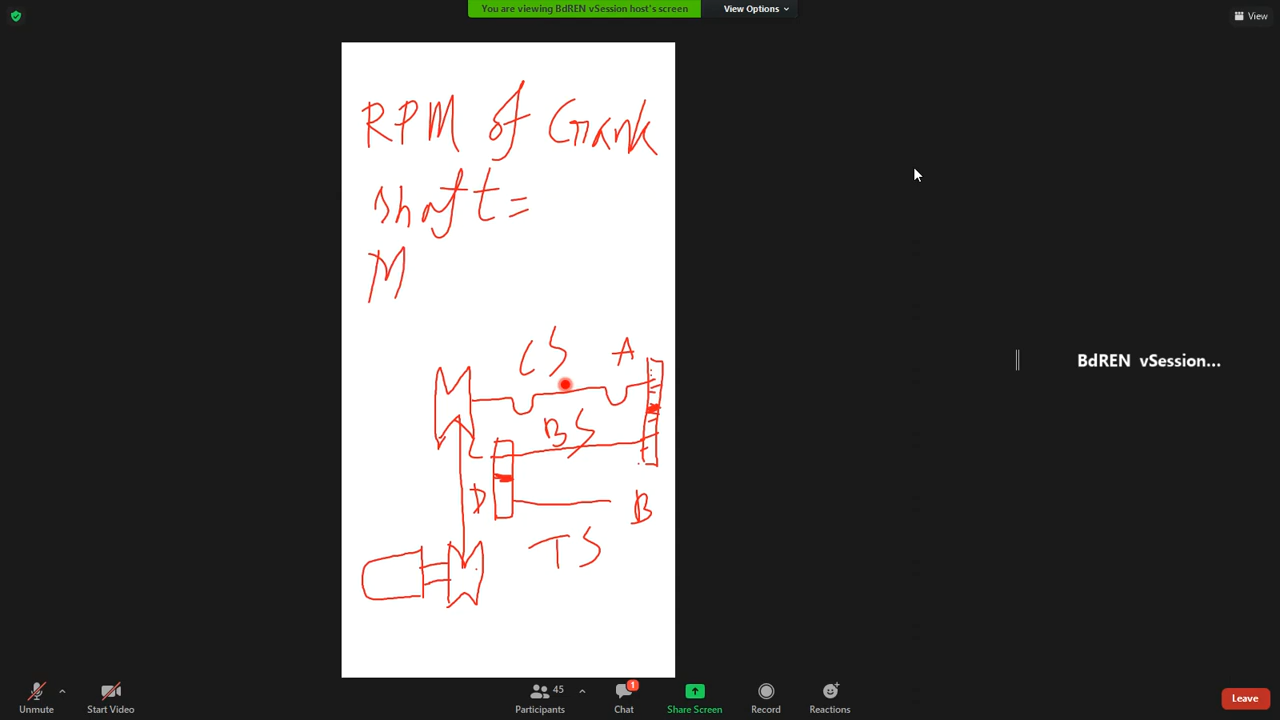 You are viewing BdREN vSession host's screen
View Options
View
RPM of Crank
shaft =
M
CS
A
BS
C
D
B
TS
BdREN vSession...
Unmute
Start Video
45
Participants
1
Chat
Share Screen
Record
Reactions
Leave